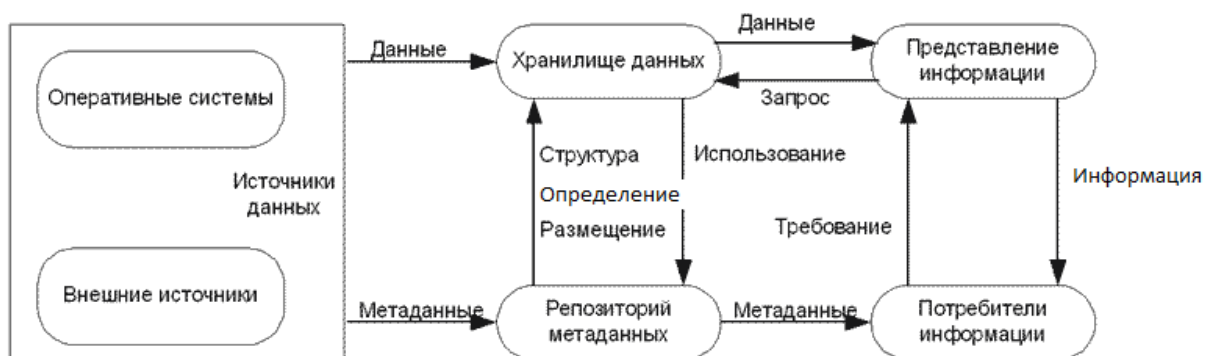 Данные
Данные
Хранилище данных
Представление
информации
Оперативные системы
Запрос
Структура
Использование
Источники
данных
Определение
Информация
Размещение
Требование
Внешние источники
Метаданные
Репозиторий
метаданных
Метаданные
Потребители
информации